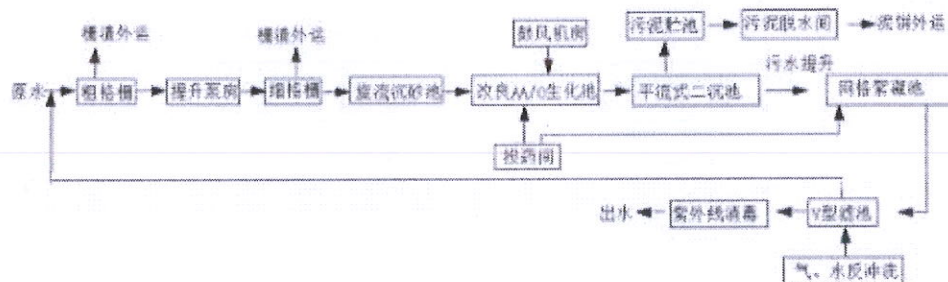 栅渣外运
栅渣外运
鼓风机房
污泥贮池
污泥脱水间
泥饼外运
污水提升
原水
粗格栅
提升泵房
细格栅
旋流沉砂池
改良A/A/O生化池
平流式二沉池
网格絮凝池
投药间
出水
紫外线消毒
V型滤池
气、水反冲洗